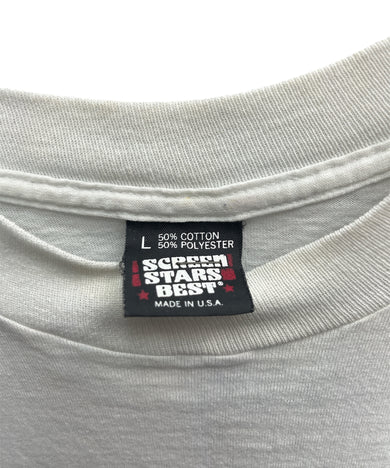 L 50% COTTON
50% POLYESTER
SCREEN
STARS
BEST®
MADE IN U.S.A.